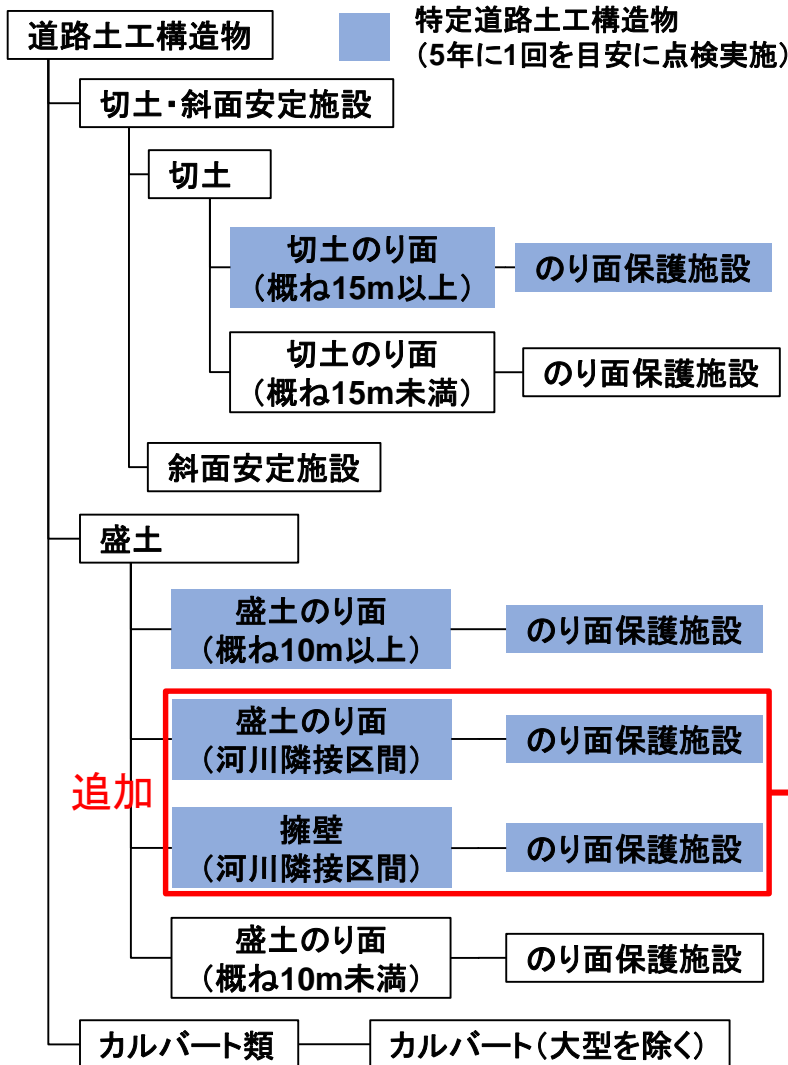 道路土工構造物
特定道路土工構造物
(5年に1回を目安に点検実施)
切土・斜面安定施設
切土
切土のり面
(概ね15m以上)
のり面保護施設
切土のり面
(概ね15m未満)
のり面保護施設
斜面安定施設
盛土
盛土のり面
(概ね10m以上)
のり面保護施設
追加
盛土のり面
(河川隣接区間)
のり面保護施設
擁壁
(河川隣接区間)
のり面保護施設
盛土のり面
(概ね10m未満)
のり面保護施設
カルバート類
カルバート(大型を除く)